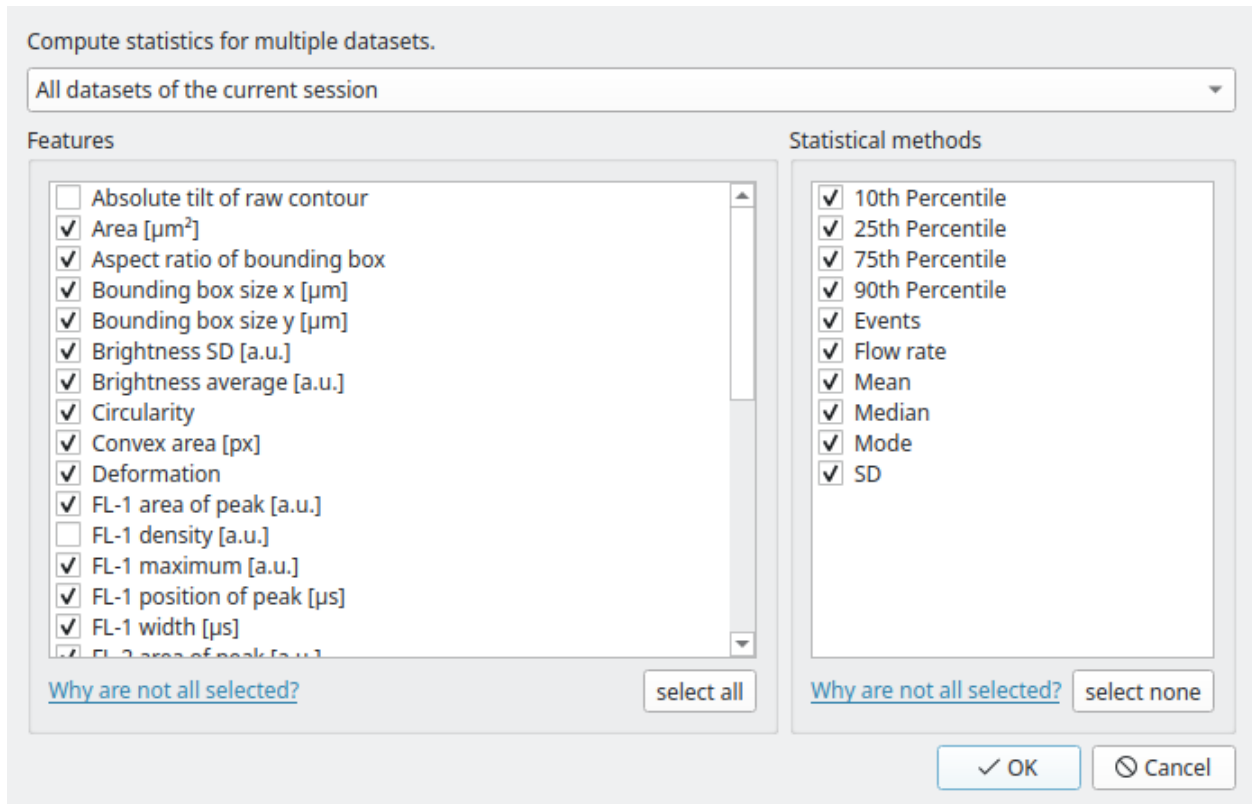 Compute statistics for multiple datasets.
All datasets of the current session
Features
Absolute tilt of raw contour
Area [µm²]
Aspect ratio of bounding box
Bounding box size x [µm]
Bounding box size y [µm]
Brightness SD [a.u.]
Brightness average [a.u.]
Circularity
Convex area [px]
Deformation
FL-1 area of peak [a.u.]
FL-1 density [a.u.]
FL-1 maximum [a.u.]
FL-1 position of peak [µs]
FL-1 width [µs]
FL-2 area of peak [a.u.]
Why are not all selected?
select all
Statistical methods
10th Percentile
25th Percentile
75th Percentile
90th Percentile
Events
Flow rate
Mean
Median
Mode
SD
Why are not all selected?
select none
OK
Cancel